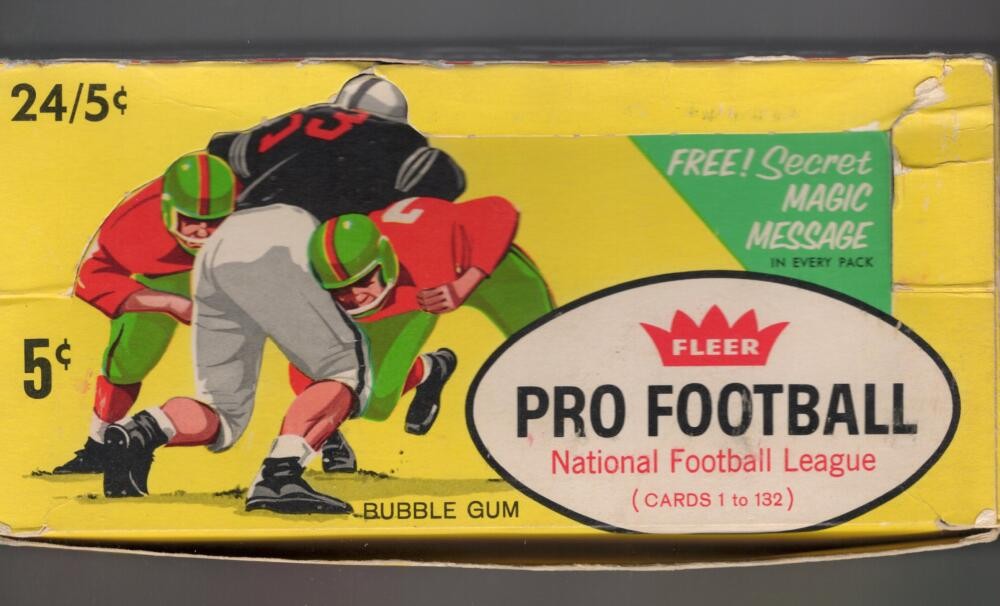 24/5¢
FREE! Secret
MAGIC
MESSAGE
IN EVERY PACK
5¢
FLEER
PRO FOOTBALL
National Football League
(CARDS 1 to 132)
BUBBLE GUM